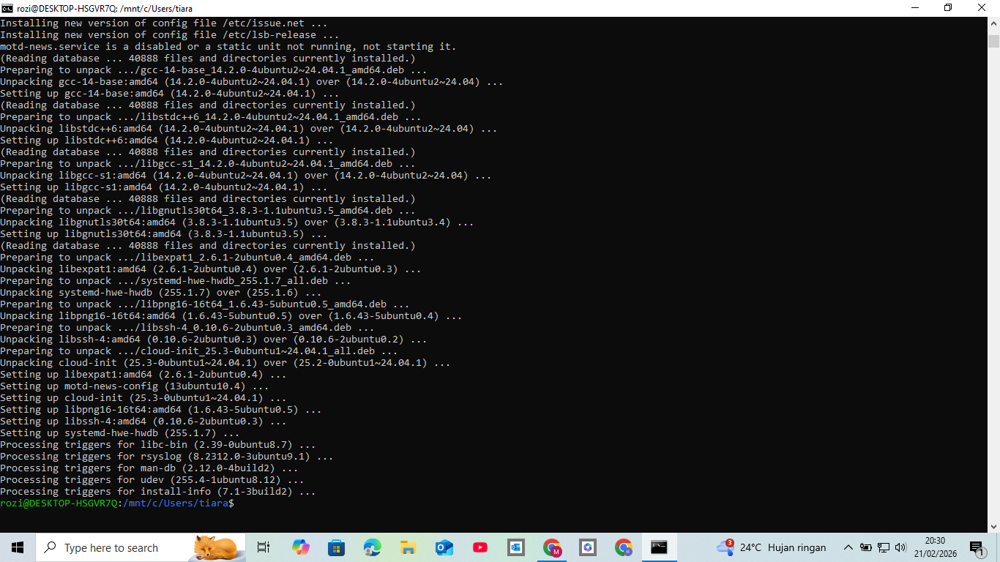 rozi@DESKTOP-HSGVR7Q: /mnt/c/Users/tiara
Installing new version of config file /etc/issue.net ...
Installing new version of config file /etc/lsb-release ...
motd-news.service is a disabled or a static unit not running, not starting it.
(Reading database ... 40888 files and directories currently installed.)
Preparing to unpack .../gcc-14-base_14.2.0-4ubuntu2~24.04.1_amd64.deb ...
Unpacking gcc-14-base:amd64 (14.2.0-4ubuntu2~24.04.1) over (14.2.0-4ubuntu2~24.04) ...
Setting up gcc-14-base:amd64 (14.2.0-4ubuntu2~24.04.1) ...
(Reading database ... 40888 files and directories currently installed.)
Preparing to unpack .../libstdc++6_14.2.0-4ubuntu2~24.04.1_amd64.deb ...
Unpacking libstdc++6:amd64 (14.2.0-4ubuntu2~24.04.1) over (14.2.0-4ubuntu2~24.04) ...
Setting up libstdc++6:amd64 (14.2.0-4ubuntu2~24.04.1) ...
(Reading database ... 40888 files and directories currently installed.)
Preparing to unpack .../libgcc-s1_14.2.0-4ubuntu2~24.04.1_amd64.deb ...
Unpacking libgcc-s1:amd64 (14.2.0-4ubuntu2~24.04.1) over (14.2.0-4ubuntu2~24.04) ...
Setting up libgcc-s1:amd64 (14.2.0-4ubuntu2~24.04.1) ...
(Reading database ... 40888 files and directories currently installed.)
Preparing to unpack .../libgnutls30t64_3.8.3-1.1ubuntu3.5_amd64.deb ...
Unpacking libgnutls30t64:amd64 (3.8.3-1.1ubuntu3.5) over (3.8.3-1.1ubuntu3.4) ...
Setting up libgnutls30t64:amd64 (3.8.3-1.1ubuntu3.5) ...
(Reading database ... 40888 files and directories currently installed.)
Preparing to unpack .../libexpat1_2.6.1-2ubuntu0.4_amd64.deb ...
Unpacking libexpat1:amd64 (2.6.1-2ubuntu0.4) over (2.6.1-2ubuntu0.3) ...
Preparing to unpack .../systemd-hwe-hwdb_255.1.7_all.deb ...
Unpacking systemd-hwe-hwdb (255.1.7) over (255.1.6) ...
Preparing to unpack .../libpng16-16t64_1.6.43-5ubuntu0.5_amd64.deb ...
Unpacking libpng16-16t64:amd64 (1.6.43-5ubuntu0.5) over (1.6.43-5ubuntu0.4) ...
Preparing to unpack .../libssh-4_0.10.6-2ubuntu0.3_amd64.deb ...
Unpacking libssh-4:amd64 (0.10.6-2ubuntu0.3) over (0.10.6-2ubuntu0.2) ...
Preparing to unpack .../cloud-init_25.3-0ubuntu1~24.04.1_all.deb ...
Unpacking cloud-init (25.3-0ubuntu1~24.04.1) over (25.2-0ubuntu1~24.04.1) ...
Setting up libexpat1:amd64 (2.6.1-2ubuntu0.4) ...
Setting up motd-news-config (13ubuntu10.4) ...
Setting up cloud-init (25.3-0ubuntu1~24.04.1) ...
Setting up libpng16-16t64:amd64 (1.6.43-5ubuntu0.5) ...
Setting up libssh-4:amd64 (0.10.6-2ubuntu0.3) ...
Setting up systemd-hwe-hwdb (255.1.7) ...
Processing triggers for libc-bin (2.39-0ubuntu8.7) ...
Processing triggers for rsyslog (8.2312.0-3ubuntu9.1) ...
Processing triggers for man-db (2.12.0-4build2) ...
Processing triggers for udev (255.4-1ubuntu8.12) ...
Processing triggers for install-info (7.1-3build2) ...
rozi@DESKTOP-HSGVR7Q:/mnt/c/Users/tiara$
Type here to search
M
R
3
24°C Hujan ringan
20:30
21/02/2026
1